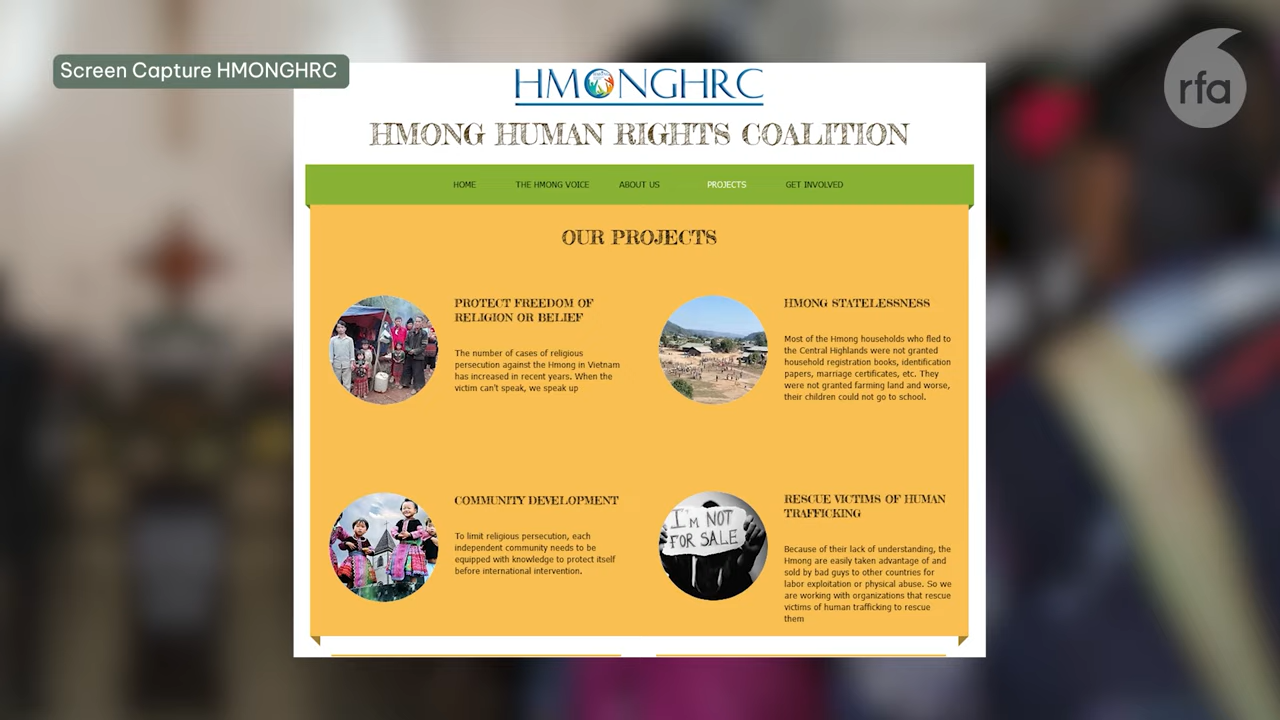 Screen Capture HMONGHRC
rfa
HMONGHRC
HMONG HUMAN RIGHTS COALITION
HOME THE HMONG VOICE ABOUT US PROJECTS GET INVOLVED
OUR PROJECTS
PROTECT FREEDOM OF
RELIGION OR BELIEF
The number of cases of religious
persecution against the Hmong in Vietnam
has increased in recent years. When the
victim can't speak, we speak up
HMONG STATELESSNESS
Most of the Hmong households who fled to
the Central Highlands were not granted
household registration books, identification
papers, marriage certificates, etc. They
were not granted farming land and worse,
their children could not go to school.
COMMUNITY DEVELOPMENT
To limit religious persecution, each
independent community needs to be
equipped with knowledge to protect itself
before international intervention.
I'M NOT
FOR SALE
RESCUE VICTIMS OF HUMAN
TRAFFICKING
Because of their lack of understanding, the
Hmong are easily taken advantage of and
sold by bad guys to other countries for
labor exploitation or physical abuse. So we
are working with organizations that rescue
victims of human trafficking to rescue
them